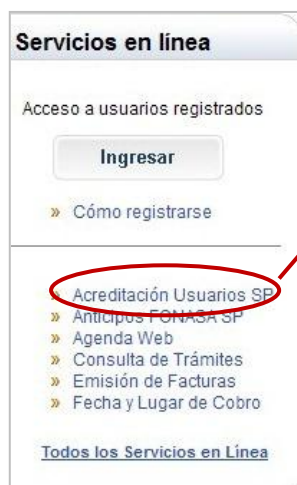 Servicios en línea
Acceso a usuarios registrados
Ingresar
» Cómo registrarse
» Acreditación Usuarios SP
» Anticipos FONASA SP
» Agenda Web
» Consulta de Trámites
» Emisión de Facturas
» Fecha y Lugar de Cobro
Todos los Servicios en Línea